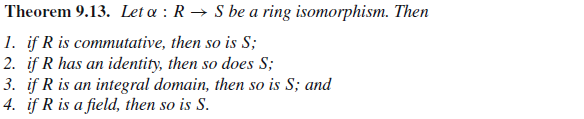 Theorem 9.13. Let α : R → S be a ring isomorphism. Then
1. if R is commutative, then so is S;
2. if R has an identity, then so does S;
3. if R is an integral domain, then so is S; and
4. if R is a field, then so is S.